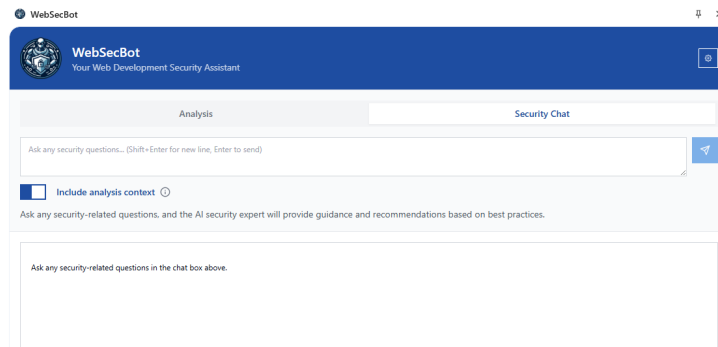 WebSecBot
WebSecBot
Your Web Development Security Assistant
Analysis
Security Chat
Ask any security questions... (Shift+Enter for new line, Enter to send)
Include analysis context
Ask any security-related questions, and the AI security expert will provide guidance and recommendations based on best practices.
Ask any security-related questions in the chat box above.